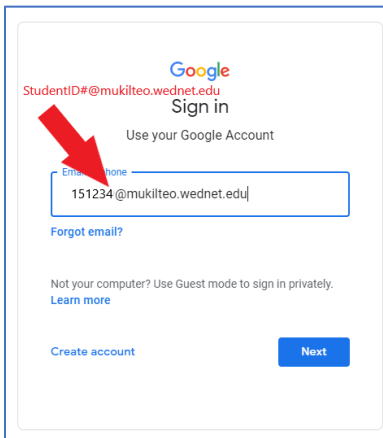 Google
StudentID#@mukilteo.wednet.edu
Sign in
Use your Google Account
Email phone
151234@mukilteo.wednet.edu
Forgot email?
Not your computer? Use Guest mode to sign in privately.
Learn more
Create account
Next